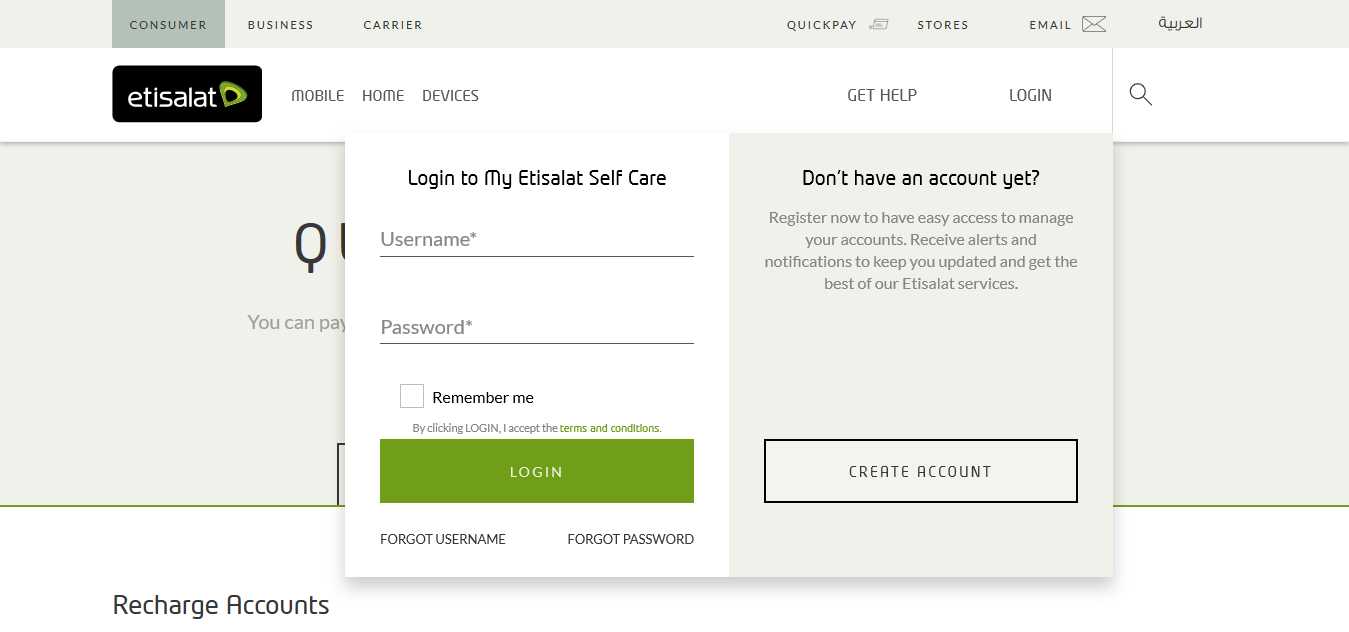 CONSUMER BUSINESS CARRIER QUICKPAY STORES EMAIL العربية
etisalat MOBILE HOME DEVICES GET HELP LOGIN
Login to My Etisalat Self Care
Username*
Password*
Remember me
By clicking LOGIN, I accept the terms and conditions.
LOGIN
FORGOT USERNAME FORGOT PASSWORD
Don't have an account yet?
Register now to have easy access to manage
your accounts. Receive alerts and
notifications to keep you updated and get the
best of our Etisalat services.
CREATE ACCOUNT
You can pay
Recharge Accounts